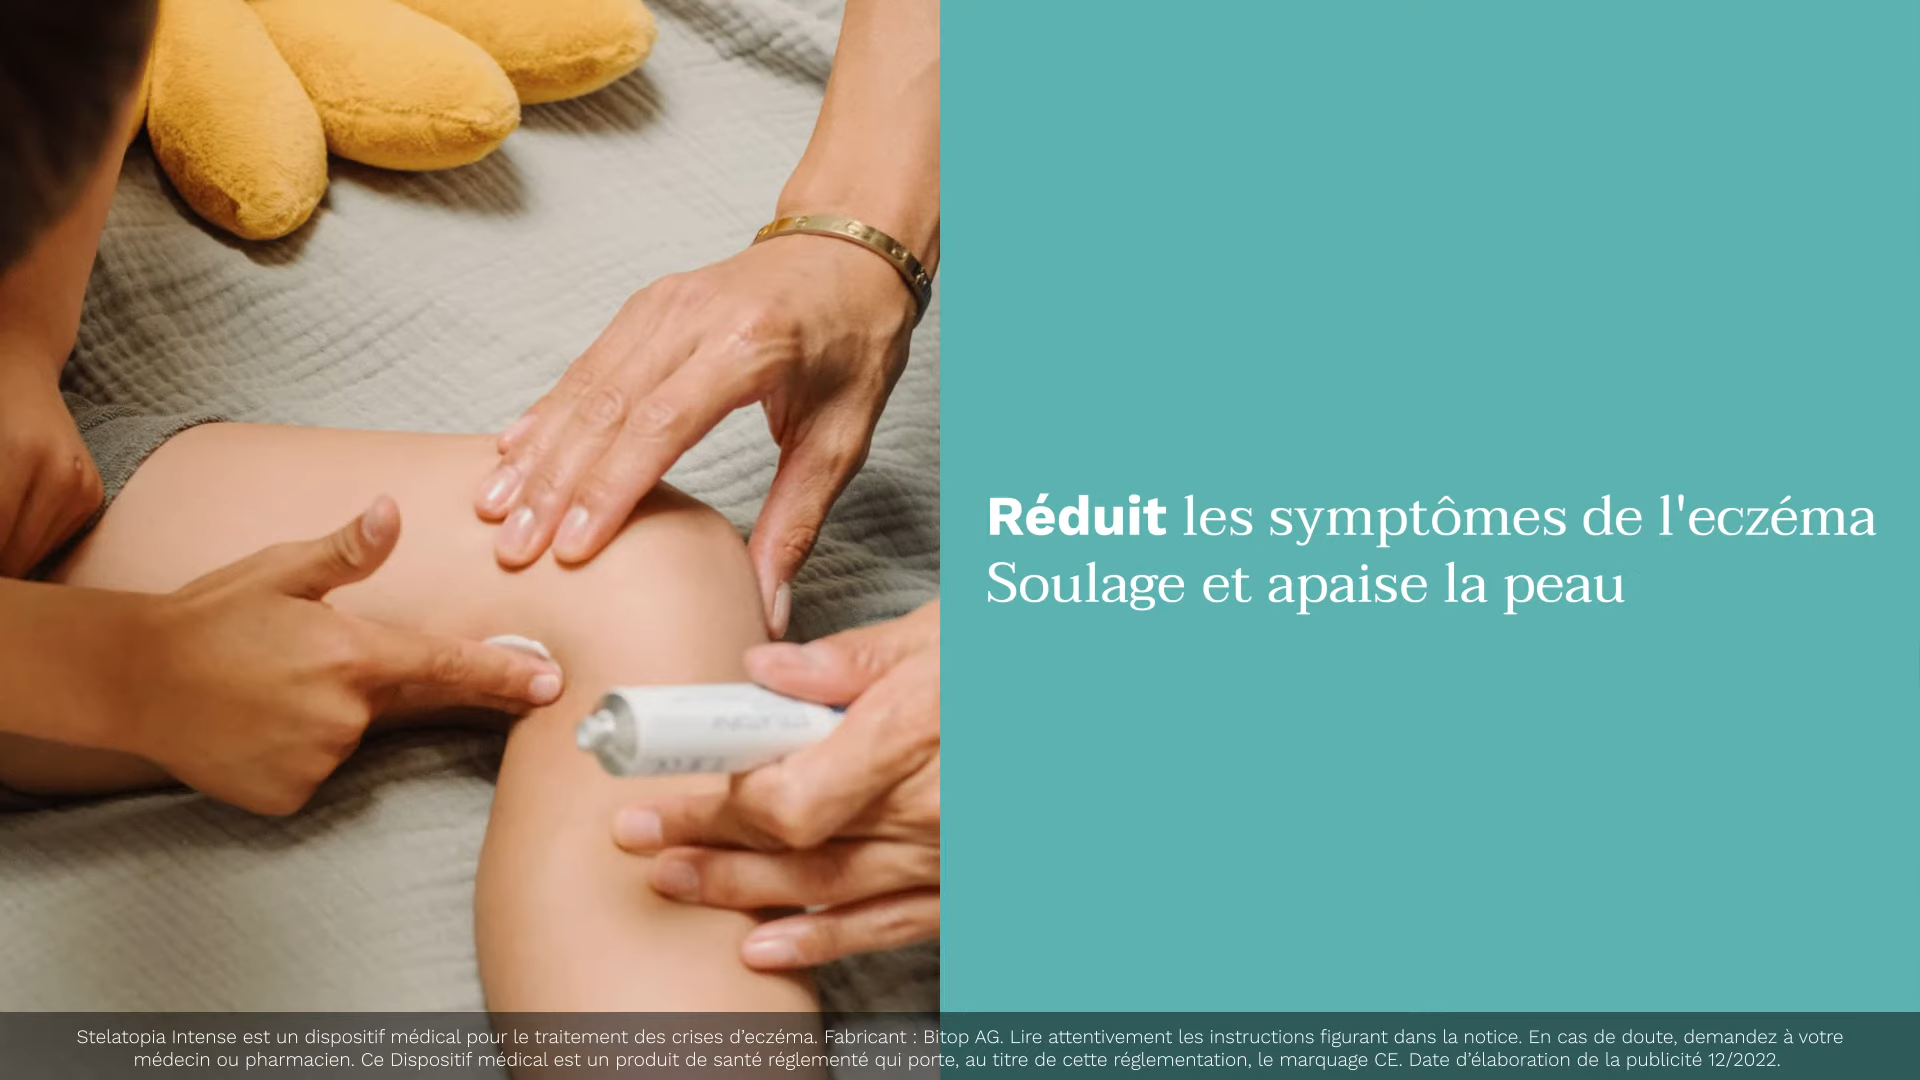 Réduit les symptômes de l'eczéma
Soulage et apaise la peau
Stelatopia Intense est un dispositif médical pour le traitement des crises d’eczéma. Fabricant : Bitop AG. Lire attentivement les instructions figurant dans la notice. En cas de doute, demandez à votre
médecin ou pharmacien. Ce Dispositif médical est un produit de santé réglementé qui porte, au titre de cette réglementation, le marquage CE. Date d’élaboration de la publicité 12/2022.